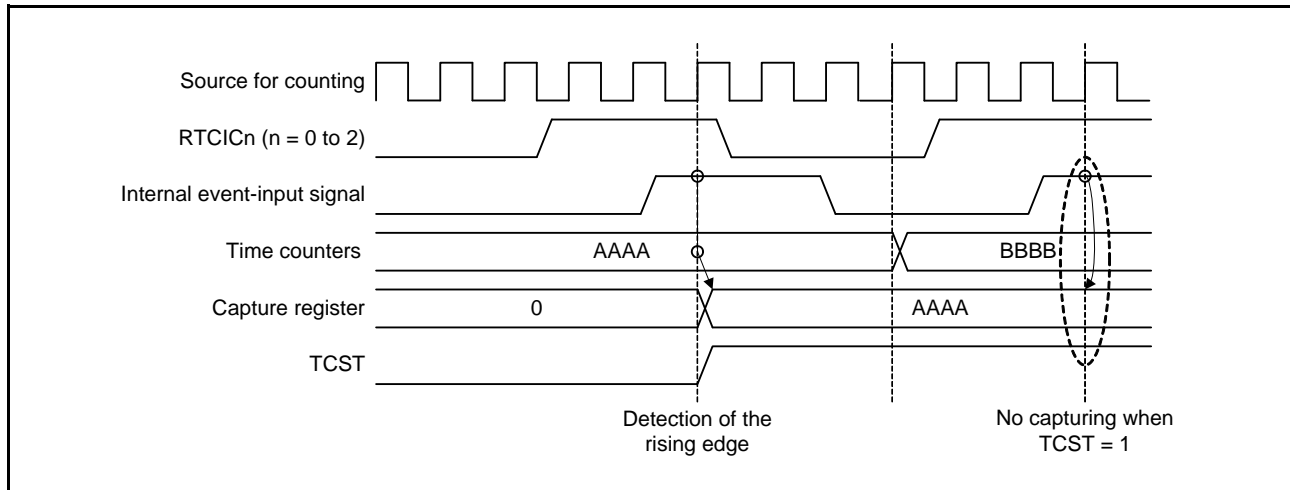 Source for counting
RTCICn (n = 0 to 2)
Internal event-input signal
Time counters
AAAA
BBBB
Capture register
0
AAAA
TCST
Detection of the
rising edge
No capturing when
TCST = 1